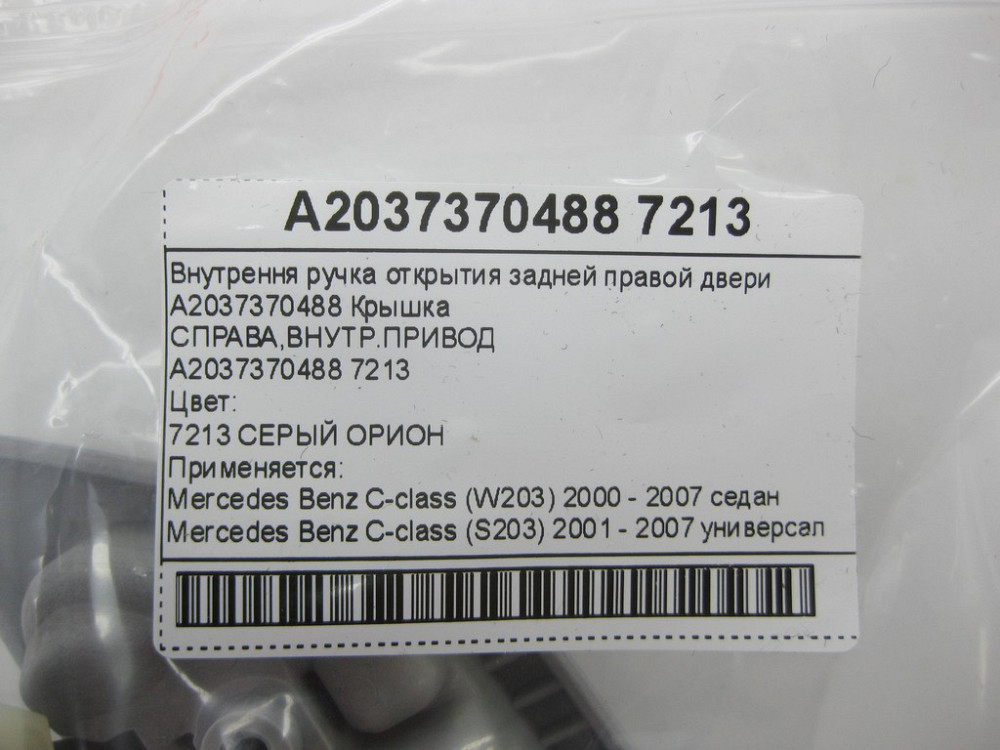 A2037370488 7213
Внутрення ручка открытия задней правой двери
A2037370488 Крышка
СПРАВА,ВНУТР.ПРИВОД
A2037370488 7213
Цвет:
7213 СЕРЫЙ ОРИОН
Применяется:
Mercedes Benz C-class (W203) 2000 - 2007 седан
Mercedes Benz C-class (S203) 2001 - 2007 универсал